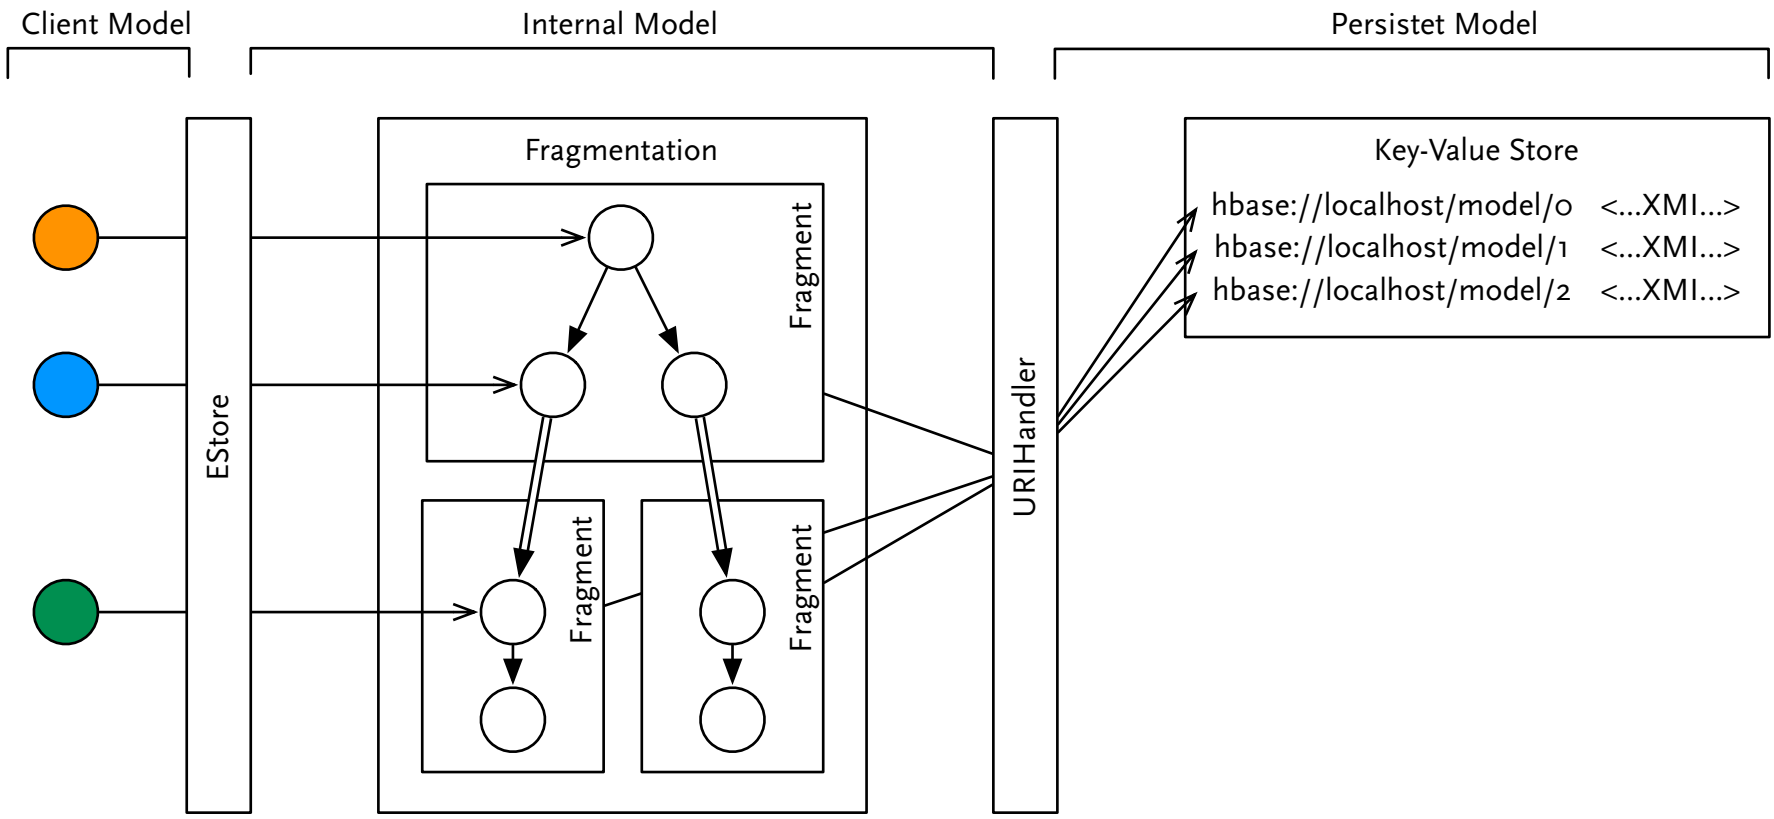 Client Model
Internal Model
Persistet Model
Fragmentation
Key-Value Store
Fragment
hbase://localhost/model/0 <...XMI...>
hbase://localhost/model/1 <...XMI...>
hbase://localhost/model/2 <...XMI...>
EStore
URIHandler
Fragment
Fragment